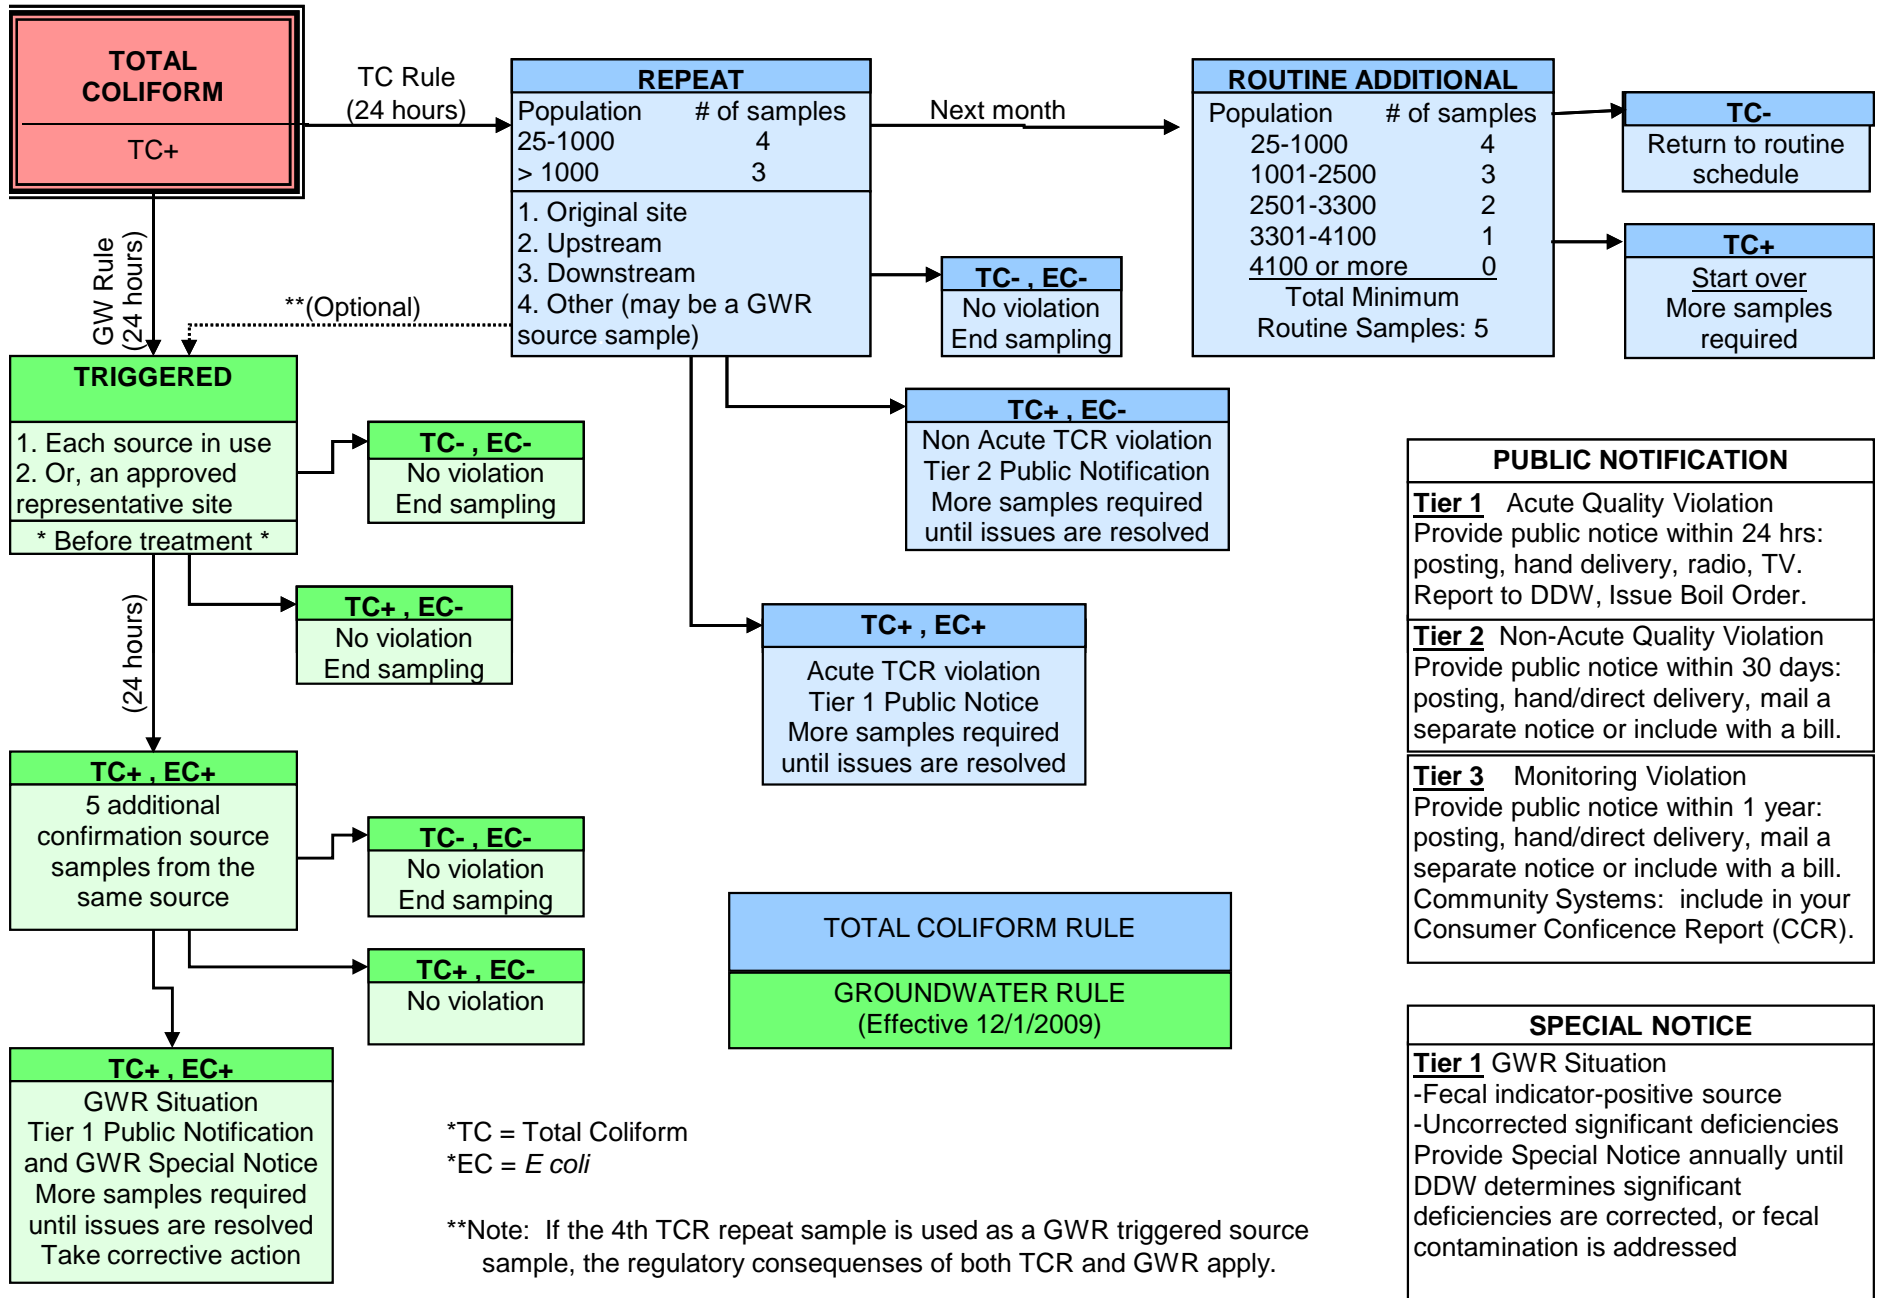 TOTAL
COLIFORM
TC+
TC Rule
(24 hours)
REPEAT
Population # of samples
25-1000 4
> 1000 3
1. Original site
2. Upstream
3. Downstream
4. Other (may be a GWR
source sample)
Next month
ROUTINE ADDITIONAL
Population # of samples
25-1000 4
1001-2500 3
2501-3300 2
3301-4100 1
4100 or more 0
Total Minimum
Routine Samples: 5
TC-
Return to routine
schedule
TC+
Start over
More samples
required
GW Rule
(24 hours)
**(Optional)
TC- , EC-
No violation
End sampling
TRIGGERED
1. Each source in use
2. Or, an approved
representative site
* Before treatment *
TC- , EC-
No violation
End sampling
TC+ , EC-
Non Acute TCR violation
Tier 2 Public Notification
More samples required
until issues are resolved
(24 hours)
TC+ , EC-
No violation
End sampling
TC+ , EC+
Acute TCR violation
Tier 1 Public Notice
More samples required
until issues are resolved
TC+ , EC+
5 additional
confirmation source
samples from the
same source
TC- , EC-
No violation
End samping
TC+ , EC-
No violation
TC+ , EC+
GWR Situation
Tier 1 Public Notification
and GWR Special Notice
More samples required
until issues are resolved
Take corrective action
TOTAL COLIFORM RULE
GROUNDWATER RULE
(Effective 12/1/2009)
*TC = Total Coliform
*EC = E coli
**Note: If the 4th TCR repeat sample is used as a GWR triggered source
sample, the regulatory consequenses of both TCR and GWR apply.
PUBLIC NOTIFICATION
Tier 1 Acute Quality Violation
Provide public notice within 24 hrs:
posting, hand delivery, radio, TV.
Report to DDW, Issue Boil Order.
Tier 2 Non-Acute Quality Violation
Provide public notice within 30 days:
posting, hand/direct delivery, mail a
separate notice or include with a bill.
Tier 3 Monitoring Violation
Provide public notice within 1 year:
posting, hand/direct delivery, mail a
separate notice or include with a bill.
Community Systems: include in your
Consumer Conficence Report (CCR).
SPECIAL NOTICE
Tier 1 GWR Situation
-Fecal indicator-positive source
-Uncorrected significant deficiencies
Provide Special Notice annually until
DDW determines significant
deficiencies are corrected, or fecal
contamination is addressed